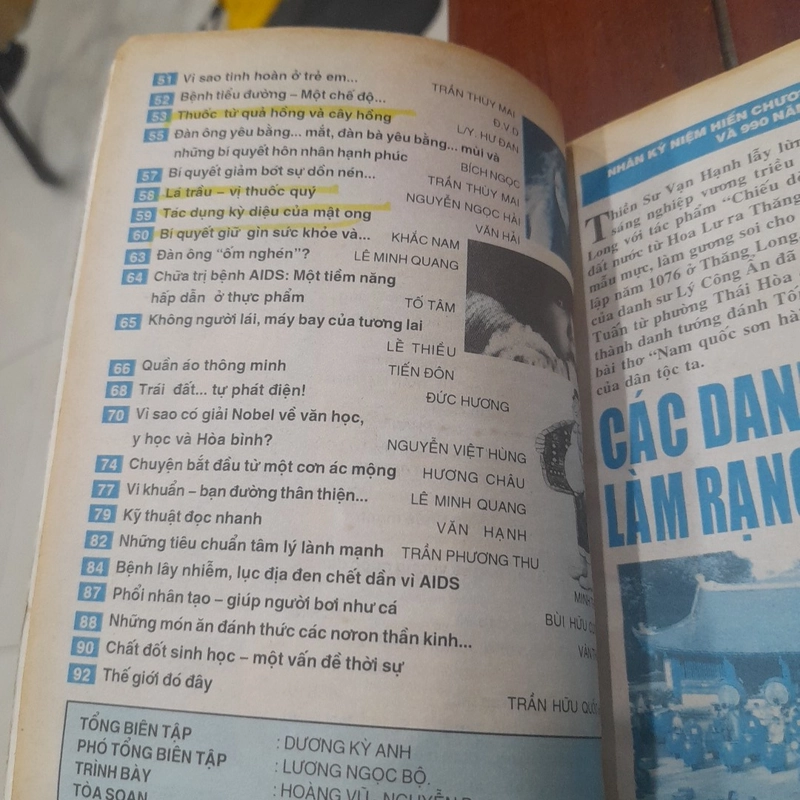 51 Vì sao tinh hoàn ở trẻ em...
TRẦN THÚY MAI
52 Bệnh tiểu đường – Một chế độ...
Đ.V.D
53 Thuốc từ quả hồng và cây hồng
L/Y. HƯ ĐAN
55 Đàn ông yêu bằng... mắt, đàn bà yêu bằng... mùi và
những bí quyết hôn nhân hạnh phúc
BÍCH NGỌC
57 Bí quyết giảm bớt sự dồn nén...
TRẦN THÚY MAI
58 Lá trầu – vị thuốc quý
NGUYỄN NGỌC HẢI
59 Tác dụng kỳ diệu của mật ong
VĂN HẢI
60 Bí quyết giữ gìn sức khỏe và...
KHẮC NAM
63 Đàn ông "ốm nghén"?
LÊ MINH QUANG
64 Chữa trị bệnh AIDS: Một tiềm năng
hấp dẫn ở thực phẩm
TỐ TÂM
65 Không người lái, máy bay của tương lai
LỀ THIẾU
66 Quần áo thông minh
TIẾN ĐÔN
68 Trái đất... tự phát điện!
ĐỨC HƯƠNG
70 Vì sao có giải Nobel về văn học,
y học và Hòa bình?
NGUYỄN VIỆT HÙNG
74 Chuyện bắt đầu từ một cơn ác mộng
HƯƠNG CHÂU
77 Vi khuẩn – bạn đường thân thiện...
LÊ MINH QUANG
79 Kỹ thuật đọc nhanh
VĂN HẠNH
82 Những tiêu chuẩn tâm lý lành mạnh
TRẦN PHƯƠNG THU
84 Bệnh lây nhiễm, lục địa đen chết dần vì AIDS
87 Phổi nhân tạo – giúp người bơi như cá
88 Những món ăn đánh thức các nơron thần kinh...
BÙI HỮU
90 Chất đốt sinh học – một vấn đề thời sự
92 Thế giới đó đây
TRẦN HỮU
TỔNG BIÊN TẬP : DƯƠNG KỲ ANH
PHÓ TỔNG BIÊN TẬP : LƯƠNG NGỌC BỘ.
TRÌNH BÀY : HOÀNG VŨ, NGUYỄN
TÒA SOẠN
NHÂN KỶ NIỆM HIẾN CHƯƠNG
VÀ 990 NĂM
Thiền Sư Vạn Hạnh lấy lừng
sáng nghiệp vương triều
Long với tác phẩm "Chiếu dời
đất nước từ Hoa Lư ra Thăng
mẫu mực, làm gương soi cho
lập năm 1076 ở Thăng Long,
của danh sư Lý Công Ân đã
Tuấn từ phường Thái Hòa
thành danh tướng đánh Tống
bài thơ "Nam quốc sơn hà
của dân tộc ta.
CÁC DANH
LÀM RẠNG